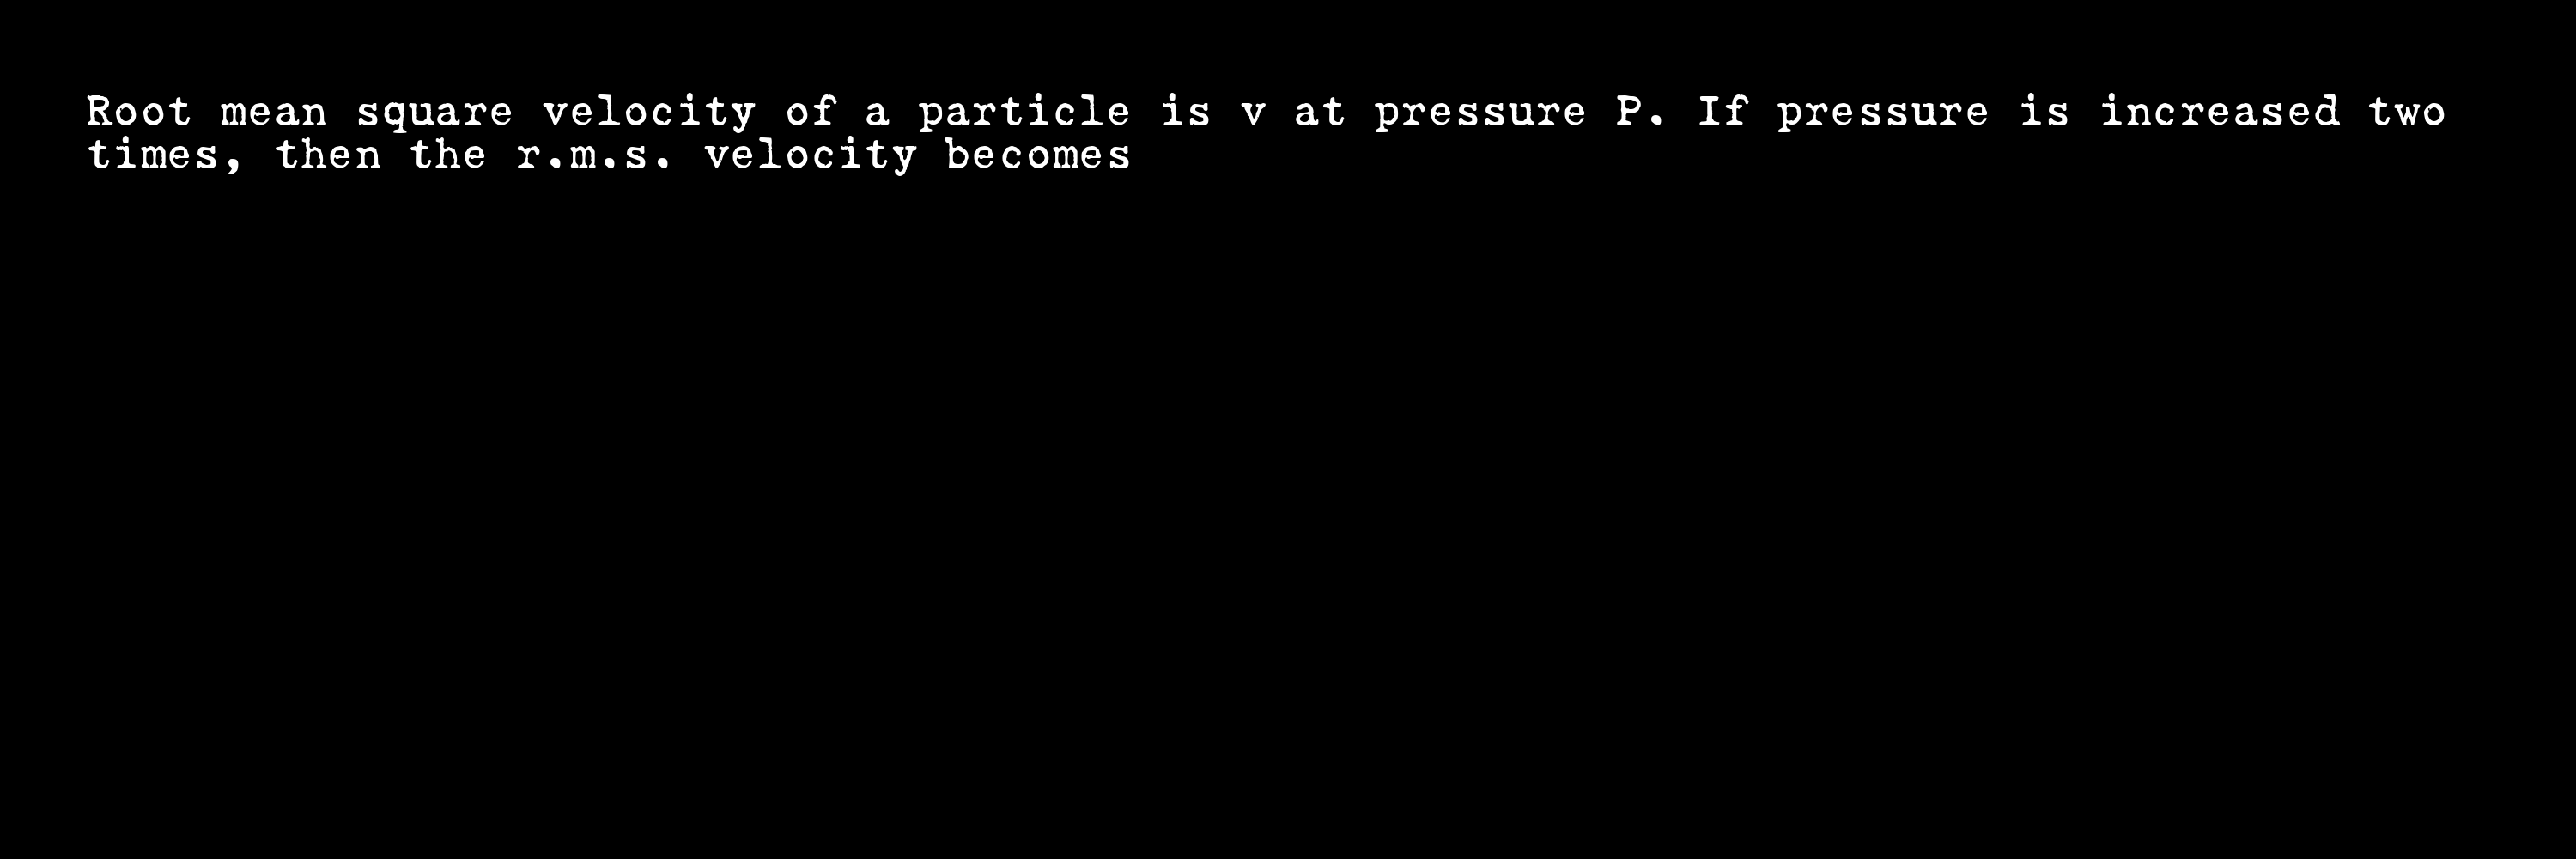 Root mean square velocity of a particle is v at pressure P. If pressure is increased two
times, then the r.m.s. velocity becomes